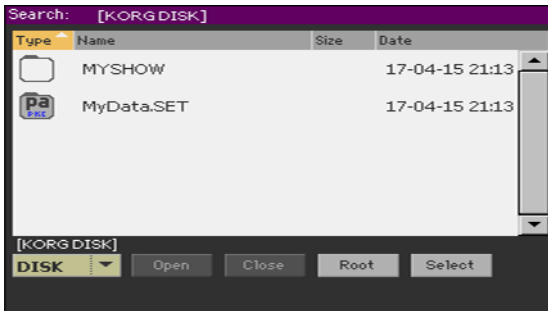 Search: [KORG DISK]
Type Name Size Date
MYSHOW 17-04-15 21:13
pa PKG MyData.SET 17-04-15 21:13
[KORG DISK]
DISK Open Close Root Select